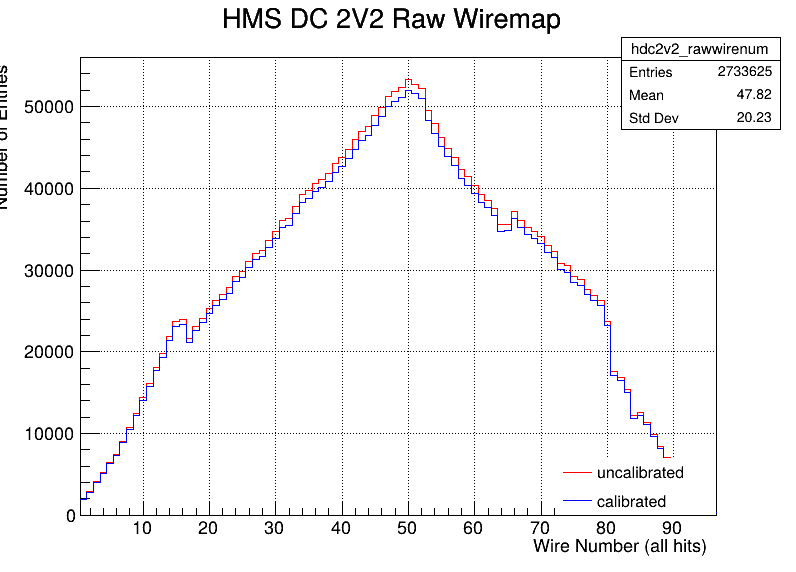 HMS DC 2V2 Raw Wiremap
hdc2v2_rawwirenum
Entries 2733625
Mean 47.82
Std Dev 20.23
Number of Entries
50000
40000
30000
20000
10000
0
uncalibrated
calibrated
10 20 30 40 50 60 70 80 90
Wire Number (all hits)